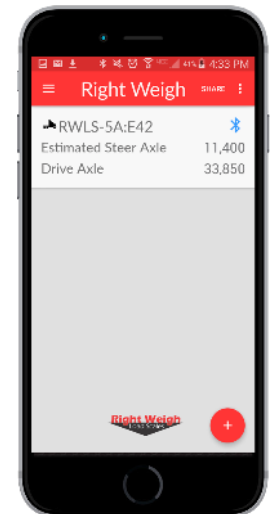 41% 4:33 PM
Right Weigh SHARE
RWLS-5A:E42
Estimated Steer Axle 11,400
Drive Axle 33,850
Right Weigh
+